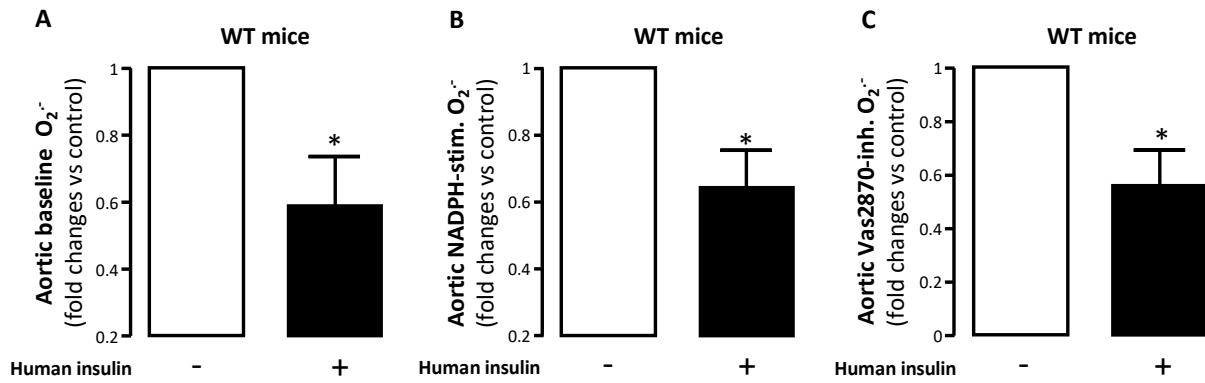 A
WT mice
Aortic baseline O₂·⁻
(fold changes vs control)
1
0.8
0.6
0.4
0.2
Human insulin - +
*
B
WT mice
Aortic NADPH-stim. O₂·⁻
(fold changes vs control)
1
0.8
0.6
0.4
0.2
Human insulin - +
*
C
WT mice
Aortic Vas2870-inh. O₂·⁻
(fold changes vs control)
1
0.8
0.6
0.4
0.2
0
Human insulin - +
*